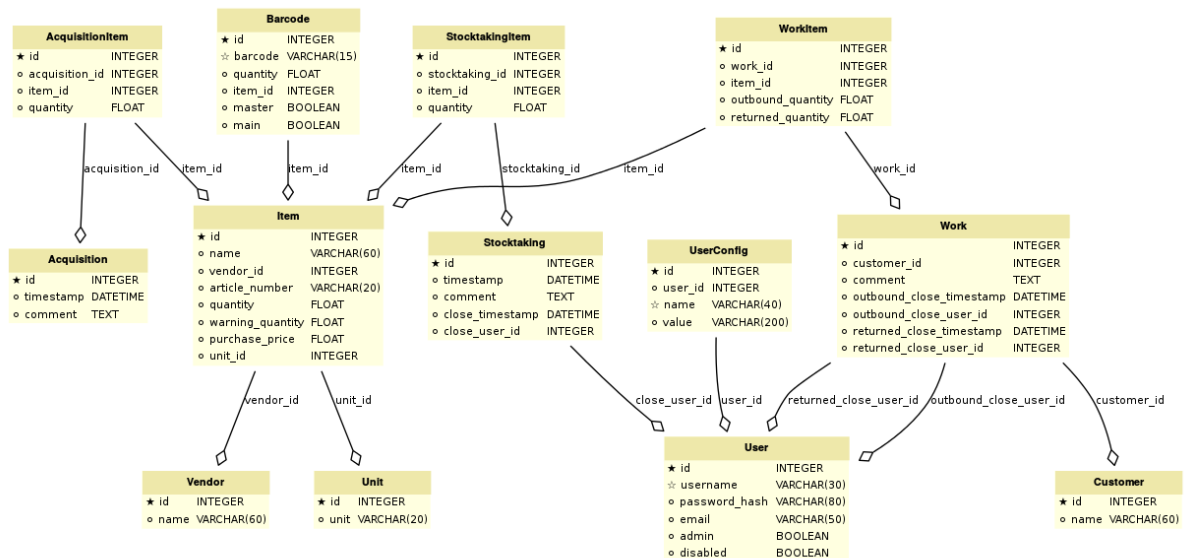 AcquisitionItem
★ id INTEGER
acquisition_id INTEGER
item_id INTEGER
quantity FLOAT
Barcode
★ id INTEGER
☆ barcode VARCHAR(15)
quantity FLOAT
item_id INTEGER
master BOOLEAN
main BOOLEAN
StocktakingItem
★ id INTEGER
stocktaking_id INTEGER
item_id INTEGER
quantity FLOAT
WorkItem
★ id INTEGER
work_id INTEGER
item_id INTEGER
outbound_quantity FLOAT
returned_quantity FLOAT
acquisition_id
item_id
item_id
item_id
stocktaking_id
item_id
work_id
Acquisition
★ id INTEGER
timestamp DATETIME
comment TEXT
Item
★ id INTEGER
name VARCHAR(60)
vendor_id INTEGER
article_number VARCHAR(20)
quantity FLOAT
warning_quantity FLOAT
purchase_price FLOAT
unit_id INTEGER
Stocktaking
★ id INTEGER
timestamp DATETIME
comment TEXT
close_timestamp DATETIME
close_user_id INTEGER
UserConfig
★ id INTEGER
user_id INTEGER
☆ name VARCHAR(40)
value VARCHAR(200)
Work
★ id INTEGER
customer_id INTEGER
comment TEXT
outbound_close_timestamp DATETIME
outbound_close_user_id INTEGER
returned_close_timestamp DATETIME
returned_close_user_id INTEGER
vendor_id
unit_id
close_user_id
user_id
returned_close_user_id
outbound_close_user_id
customer_id
Vendor
★ id INTEGER
name VARCHAR(60)
Unit
★ id INTEGER
unit VARCHAR(20)
User
★ id INTEGER
☆ username VARCHAR(30)
password_hash VARCHAR(80)
email VARCHAR(50)
admin BOOLEAN
disabled BOOLEAN
Customer
★ id INTEGER
name VARCHAR(60)